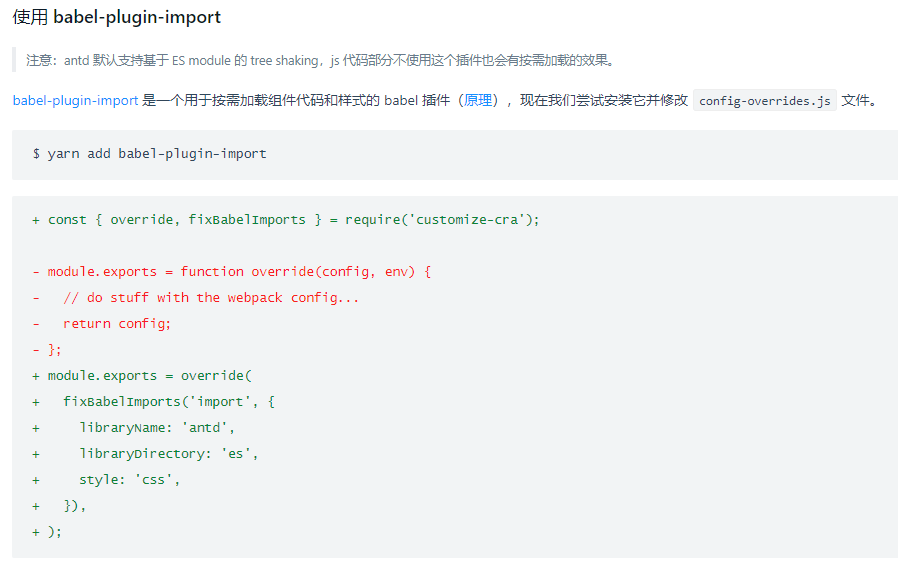 使用 babel-plugin-import
注意：antd 默认支持基于 ES module 的 tree shaking，js 代码部分不使用这个插件也会有按需加载的效果。
babel-plugin-import 是一个用于按需加载组件代码和样式的 babel 插件（原理），现在我们尝试安装它并修改 config-overrides.js 文件。
$ yarn add babel-plugin-import
+ const { override, fixBabelImports } = require('customize-cra');
- module.exports = function override(config, env) {
-   // do stuff with the webpack config...
-   return config;
- };
+ module.exports = override(
+   fixBabelImports('import', {
+     libraryName: 'antd',
+     libraryDirectory: 'es',
+     style: 'css',
+   }),
+ );